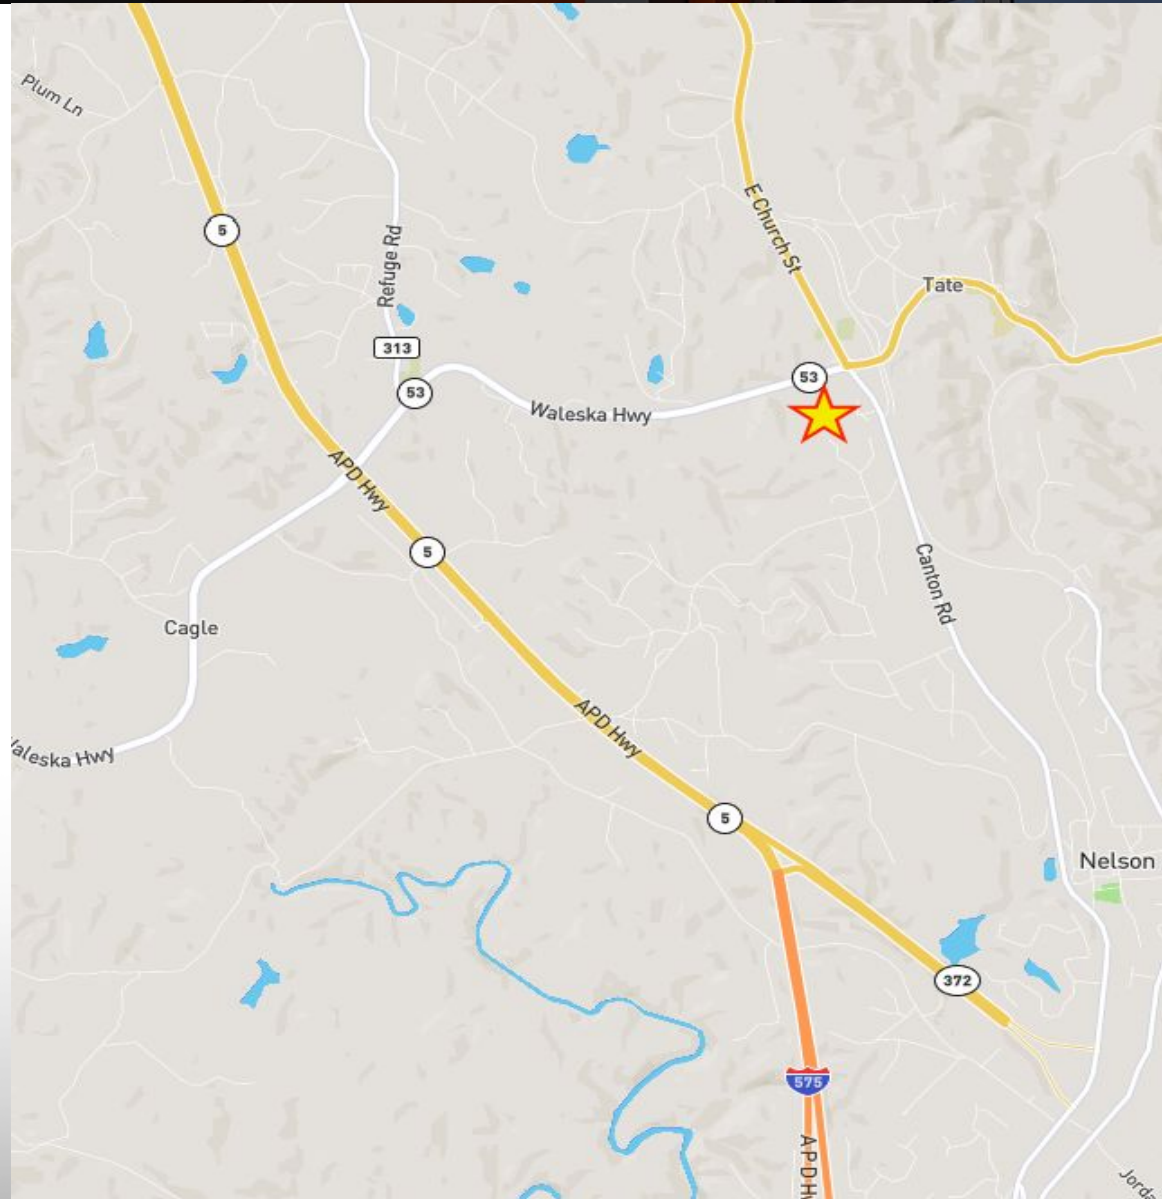 Plum Ln
5
Refuge Rd
E Church St
Tate
313
53
53
Waleska Hwy
APD Hwy
5
Canton Rd
Cagle
APD Hwy
aleska Hwy
5
Nelson
372
575
A P D H
Jord